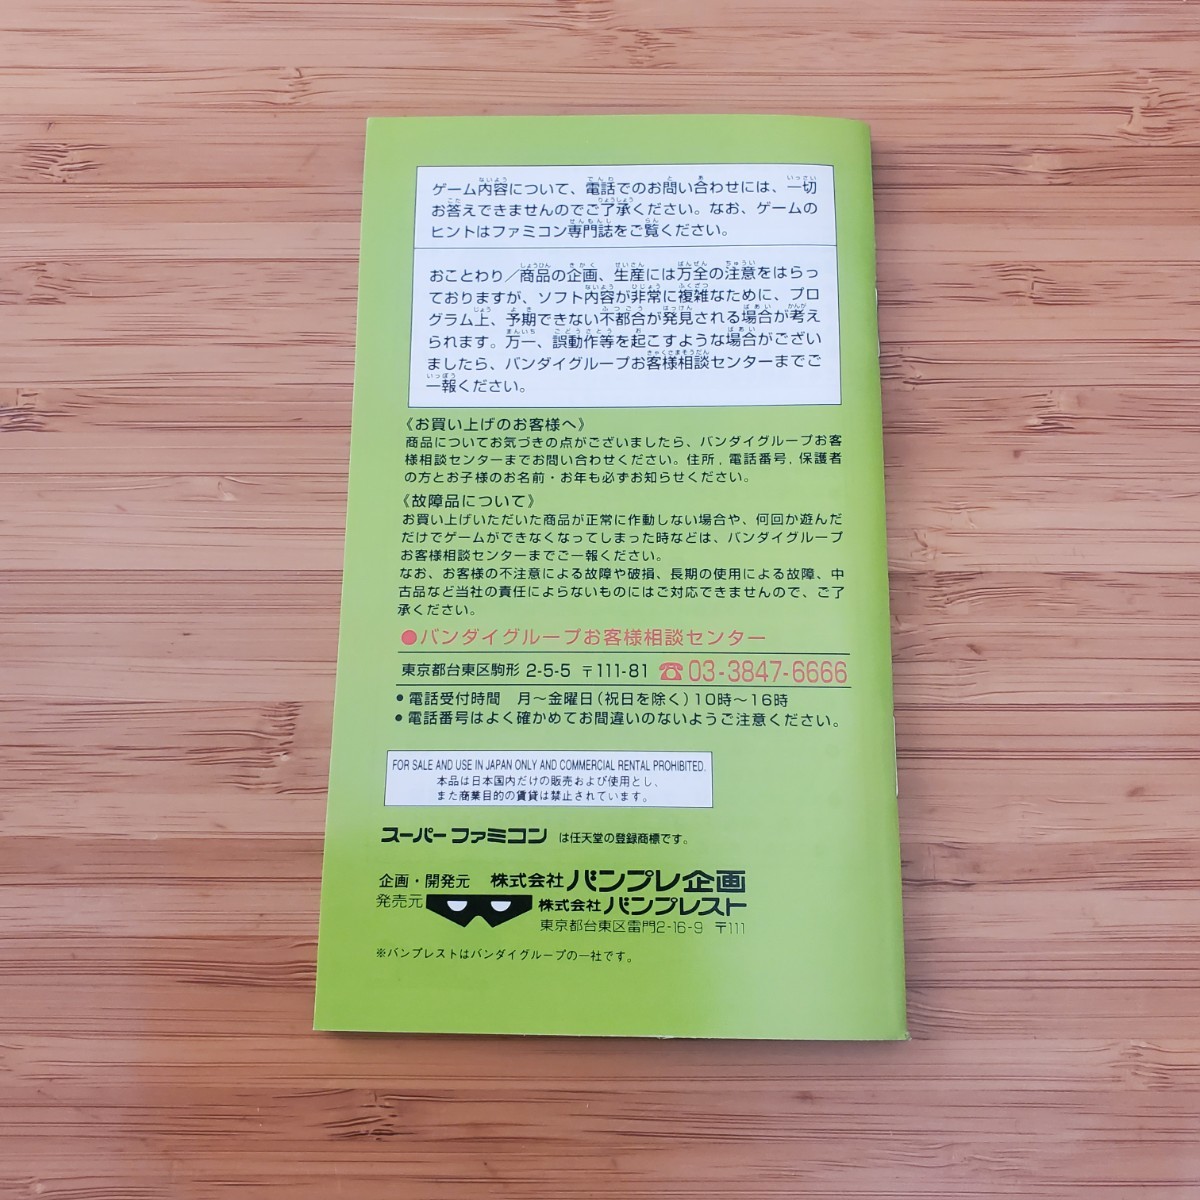 ゲーム内容について、電話でのお問い合わせには、一切
お答えできませんのでご了承ください。なお、ゲームの
ヒントはファミコン専門誌をご覧ください。
おことわり／商品の企画、生産には万全の注意をはらっ
ておりますが、ソフト内容が非常に複雑なために、プロ
グラム上、予期できない不都合が発見される場合が考え
られます。万一、誤動作等を起こすような場合がござい
ましたら、バンダイグループお客様相談センターまでご
一報ください。
《お買い上げのお客様へ》
商品についてお気づきの点がございましたら、バンダイグループお客
様相談センターまでお問い合わせください。住所，電話番号，保護者
の方とお子様のお名前・お年も必ずお知らせください。
《故障品について》
お買い上げいただいた商品が正常に作動しない場合や、何回か遊んだ
だけでゲームができなくなってしまった時などは、バンダイグループ
お客様相談センターまでご一報ください。
なお、お客様の不注意による故障や破損、長期の使用による故障、中
古品など当社の責任によらないものにはご対応できませんので、ご了
承ください。
●バンダイグループお客様相談センター
東京都台東区駒形 2-5-5 〒111-81 ☎03-3847-6666
●電話受付時間 月〜金曜日(祝日を除く)10時〜16時
●電話番号はよく確かめてお間違いのないようご注意ください。
FOR SALE AND USE IN JAPAN ONLY AND COMMERCIAL RENTAL PROHIBITED.
本品は日本国内だけの販売および使用とし、
また商業目的の賃貸は禁止されています。
スーパーファミコン は任天堂の登録商標です。
企画・開発元 株式会社バンプレ企画
発売元 株式会社バンプレスト
東京都台東区雷門2-16-9 〒111
※バンプレストはバンダイグループの一社です。